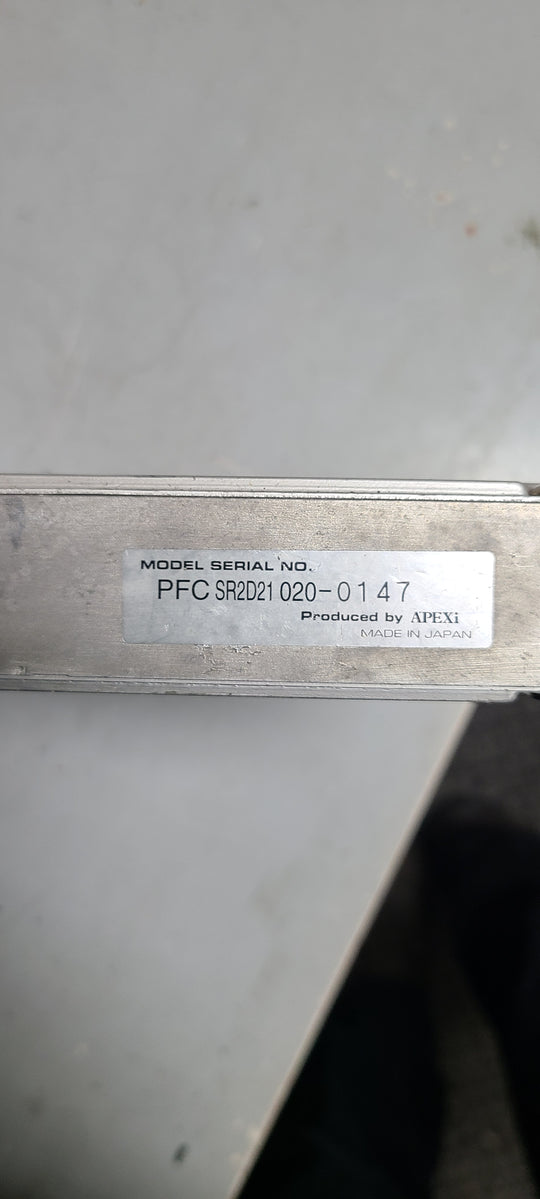 MODEL SERIAL NO.
PFC SR2D21 020-0147
Produced by APEXi
MADE IN JAPAN